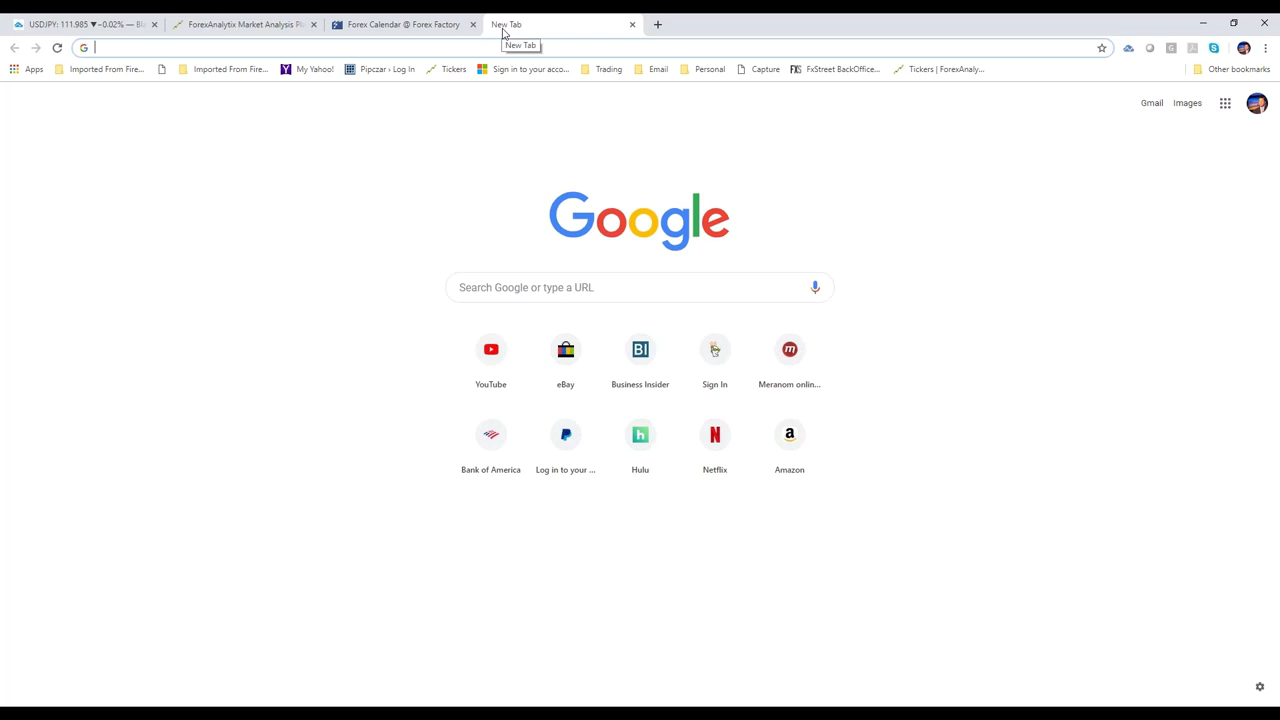 USDJPY: 111.985 ▼−0.02% — Bl
ForexAnalytix Market Analysis Pl
Forex Calendar @ Forex Factory
New Tab
New Tab
Apps
Imported From Fire...
Imported From Fire...
My Yahoo!
Pipczar › Log In
Tickers
Sign in to your acco...
Trading
Email
Personal
Capture
FXS FxStreet BackOffice...
Tickers | ForexAnaly...
Other bookmarks
Gmail
Images
Google
Search Google or type a URL
YouTube
eBay
BI
Business Insider
Sign In
m
Meranom onlin...
Bank of America
P
Log in to your ...
h
Hulu
N
Netflix
a
Amazon